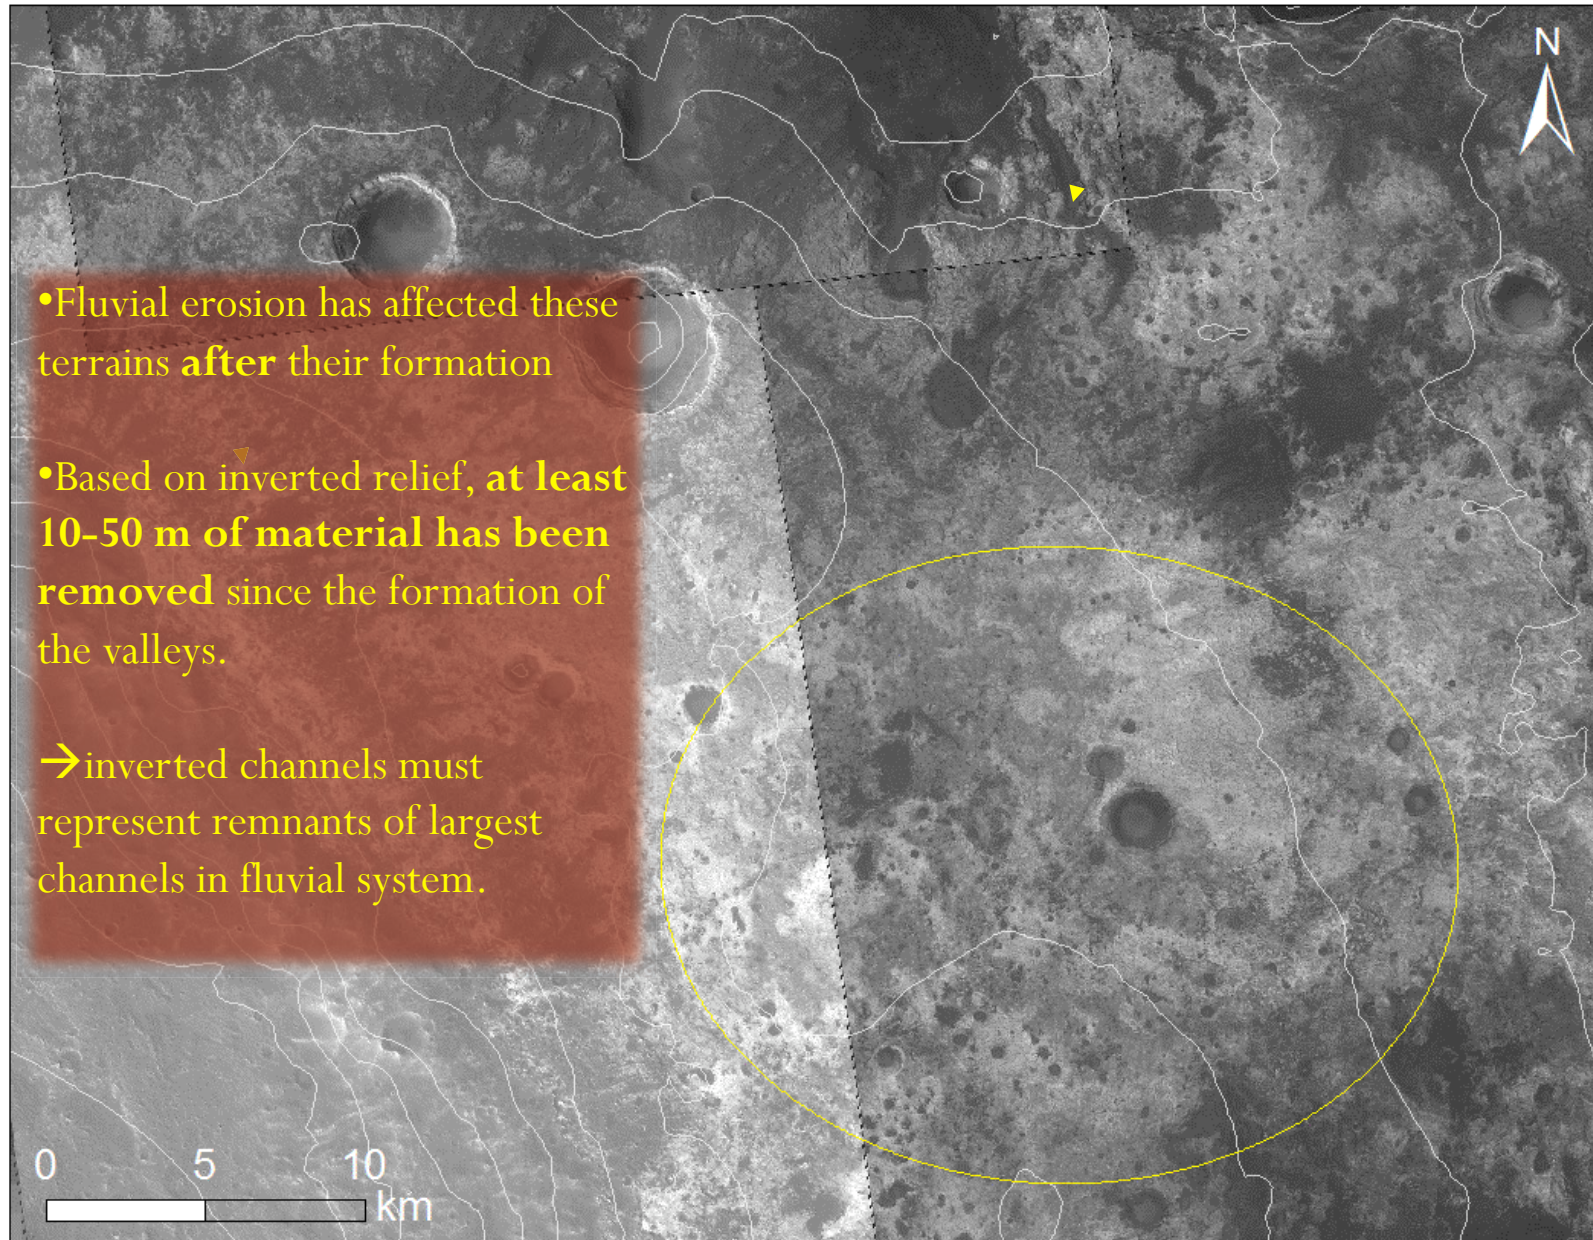 N
•Fluvial erosion has affected these
terrains after their formation
•Based on inverted relief, at least
10-50 m of material has been
removed since the formation of
the valleys.
→inverted channels must
represent remnants of largest
channels in fluvial system.
0 5 10
km